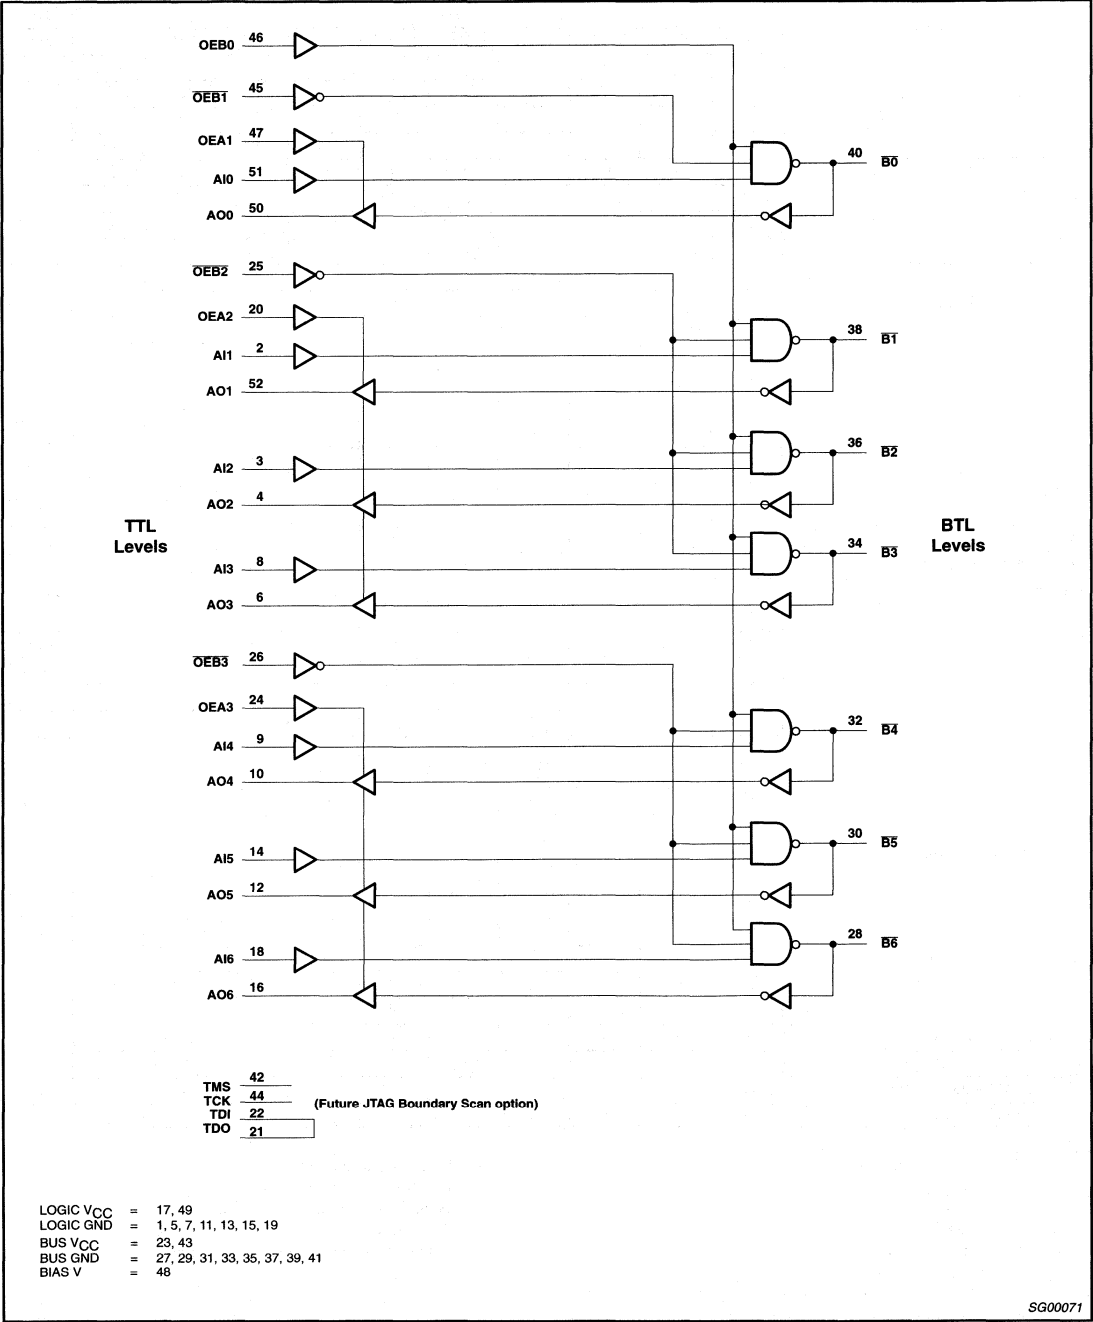 OEB0 46
OEB1 45
OEA1 47
AI0 51
40 B0
AO0 50
OEB2 25
OEA2 20
38 B1
AI1 2
AO1 52
36 B2
AI2 3
AO2 4
TTL
Levels
BTL
Levels
34 B3
AI3 8
AO3 6
OEB3 26
OEA3 24
32 B4
AI4 9
AO4 10
30 B5
AI5 14
AO5 12
28 B6
AI6 18
AO6 16
TMS 42
TCK 44
(Future JTAG Boundary Scan option)
TDI 22
TDO 21
LOGIC VCC = 17, 49
LOGIC GND = 1, 5, 7, 11, 13, 15, 19
BUS VCC = 23, 43
BUS GND = 27, 29, 31, 33, 35, 37, 39, 41
BIAS V = 48
SG00071